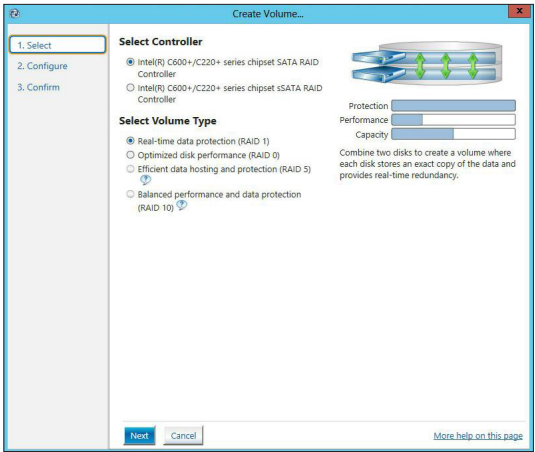 Create Volume...
x
1. Select
2. Configure
3. Confirm
Select Controller
Intel(R) C600+/C220+ series chipset SATA RAID
Controller
Intel(R) C600+/C220+ series chipset sSATA RAID
Controller
Select Volume Type
Real-time data protection (RAID 1)
Optimized disk performance (RAID 0)
Efficient data hosting and protection (RAID 5)
?
Balanced performance and data protection
(RAID 10) ?
Protection
Performance
Capacity
Combine two disks to create a volume where
each disk stores an exact copy of the data and
provides real-time redundancy.
Next
Cancel
More help on this page